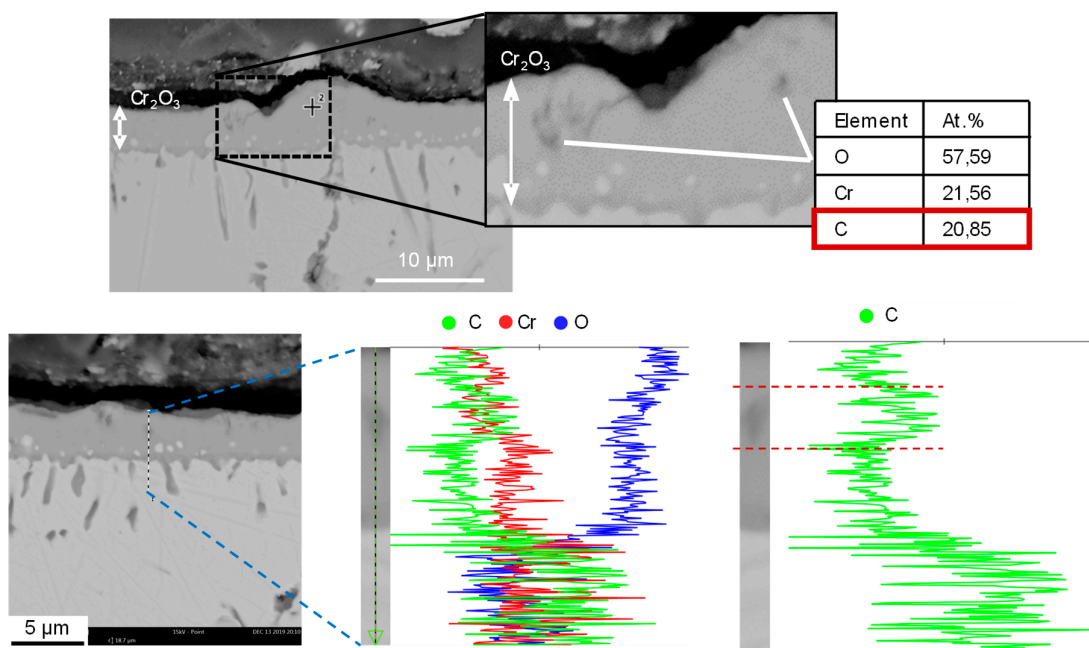 Cr₂O₃
2
10 µm
Cr₂O₃
Element At.%
O 57,59
Cr 21,56
C 20,85
C Cr O
C
5 µm
15kV - Point DEC 13 2019 20:10
18.7 µm